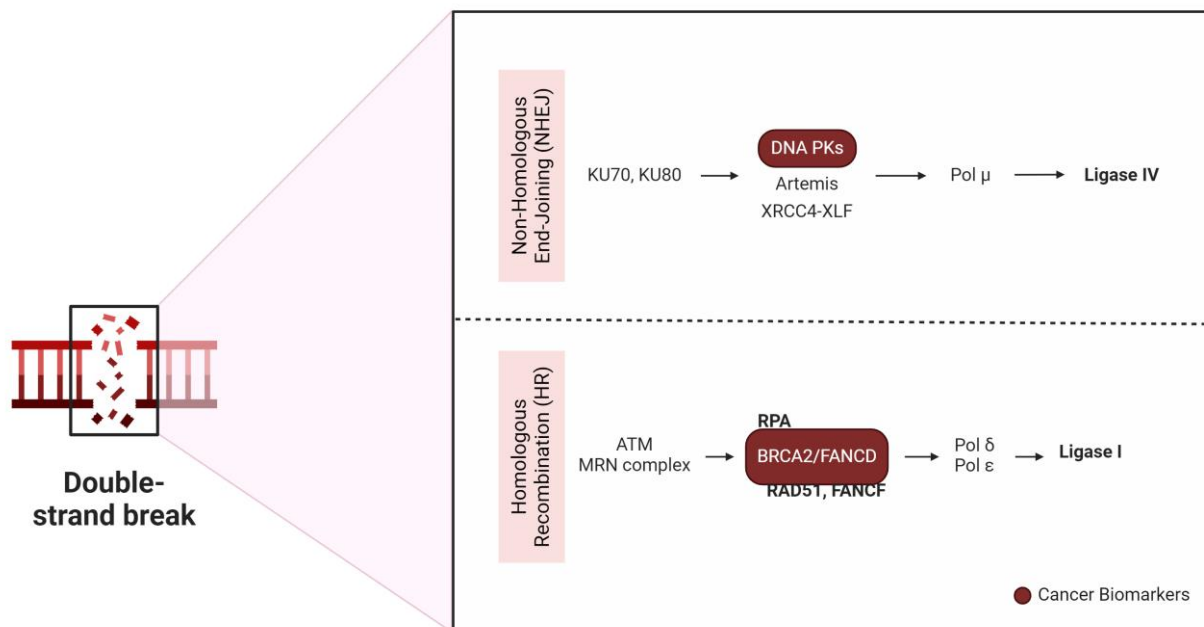 Double-
strand break
Non-Homologous
End-Joining (NHEJ)
KU70, KU80
DNA PKs
Artemis
XRCC4-XLF
Pol μ
Ligase IV
Homologous
Recombination (HR)
ATM
MRN complex
RPA
BRCA2/FANCD
RAD51, FANCF
Pol δ
Pol ε
Ligase I
Cancer Biomarkers